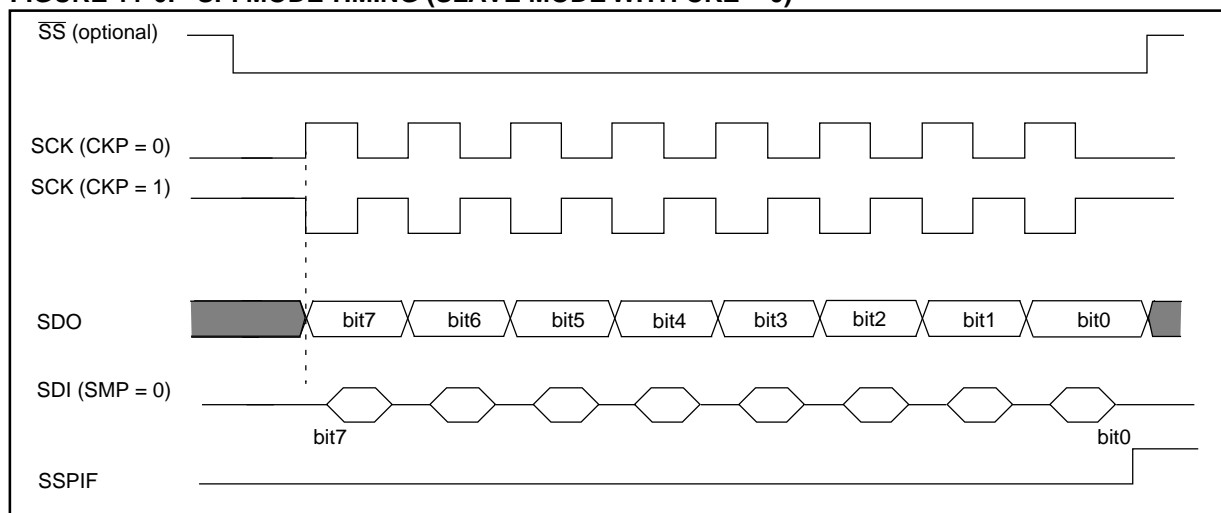 SS (optional)
SCK (CKP = 0)
SCK (CKP = 1)
SDO bit7 bit6 bit5 bit4 bit3 bit2 bit1 bit0
SDI (SMP = 0)
bit7 bit0
SSPIF